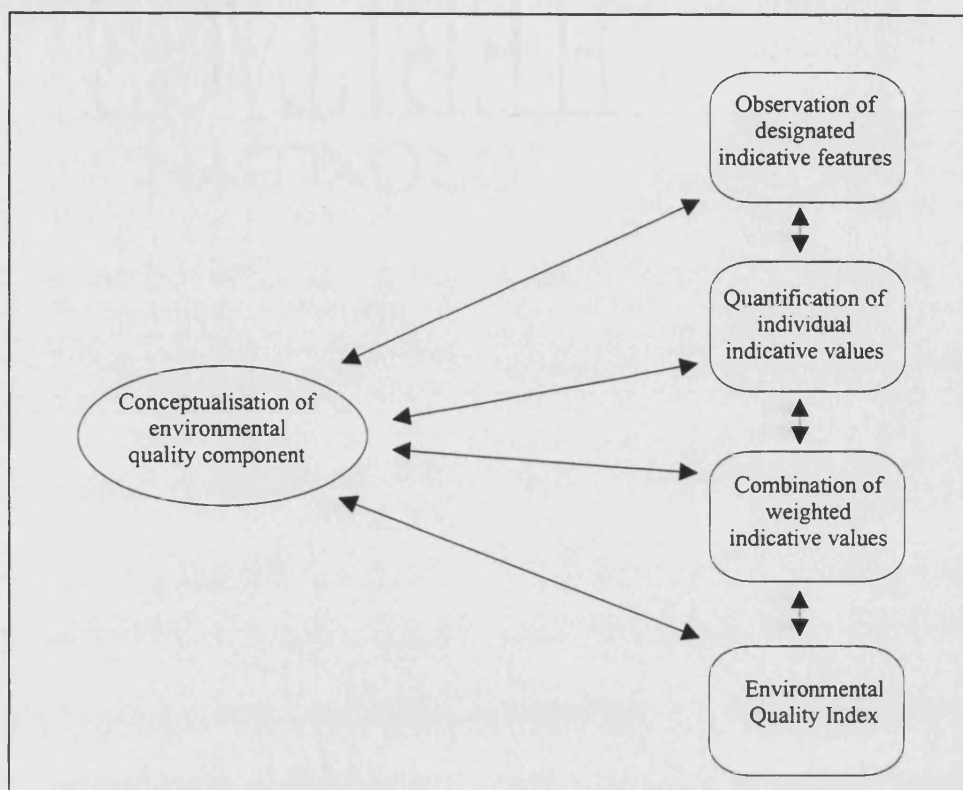 Observation of
designated
indicative features
Quantification of
individual
indicative values
Conceptualisation of
environmental
quality component
Combination of
weighted
indicative values
Environmental
Quality Index